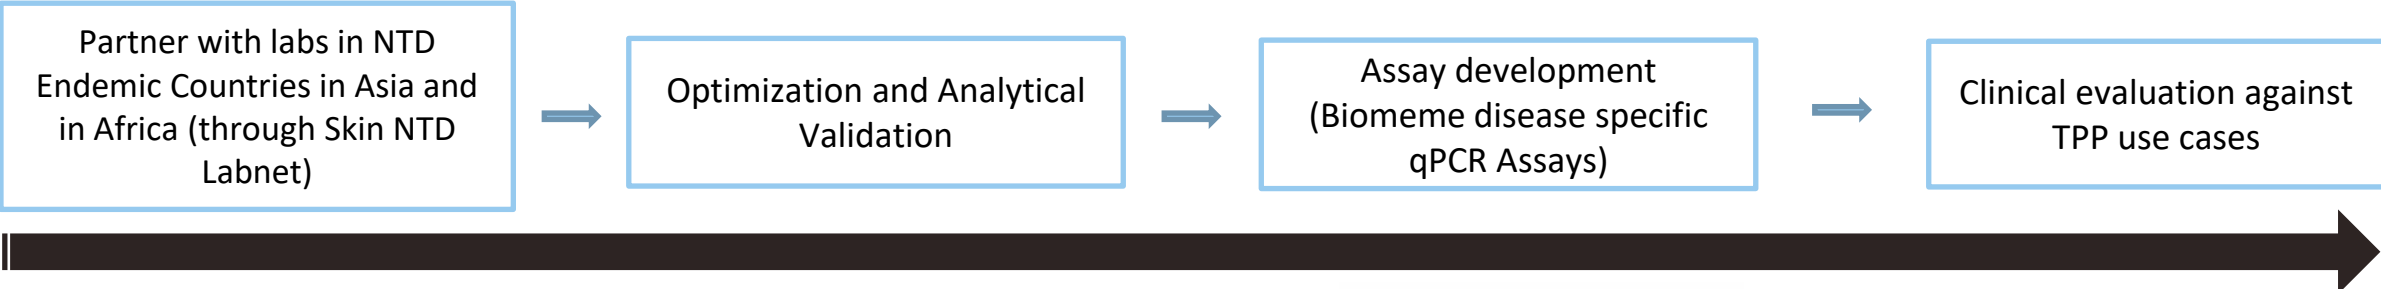 Partner with labs in NTD
Endemic Countries in Asia and
in Africa (through Skin NTD
Labnet)
Optimization and Analytical
Validation
Assay development
(Biomeme disease specific
qPCR Assays)
Clinical evaluation against
TPP use cases